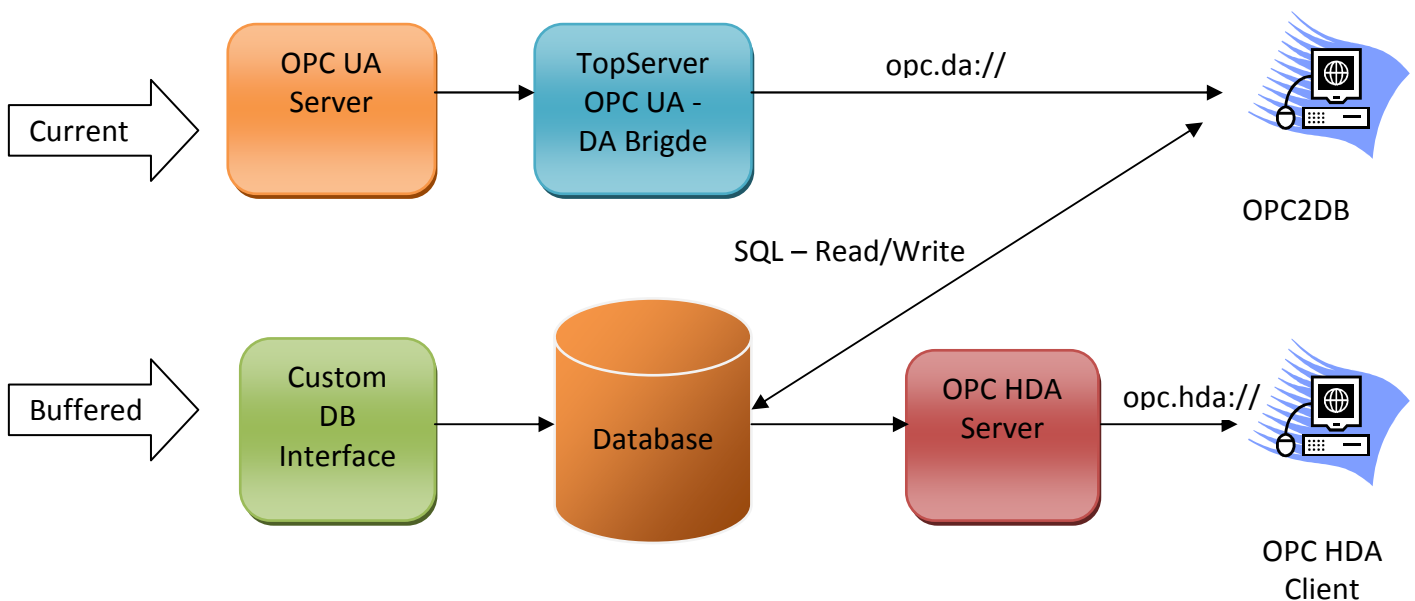 Current
OPC UA
Server
TopServer
OPC UA -
DA Brigde
opc.da://
OPC2DB
SQL – Read/Write
Buffered
Custom
DB
Interface
Database
OPC HDA
Server
opc.hda://
OPC HDA
Client